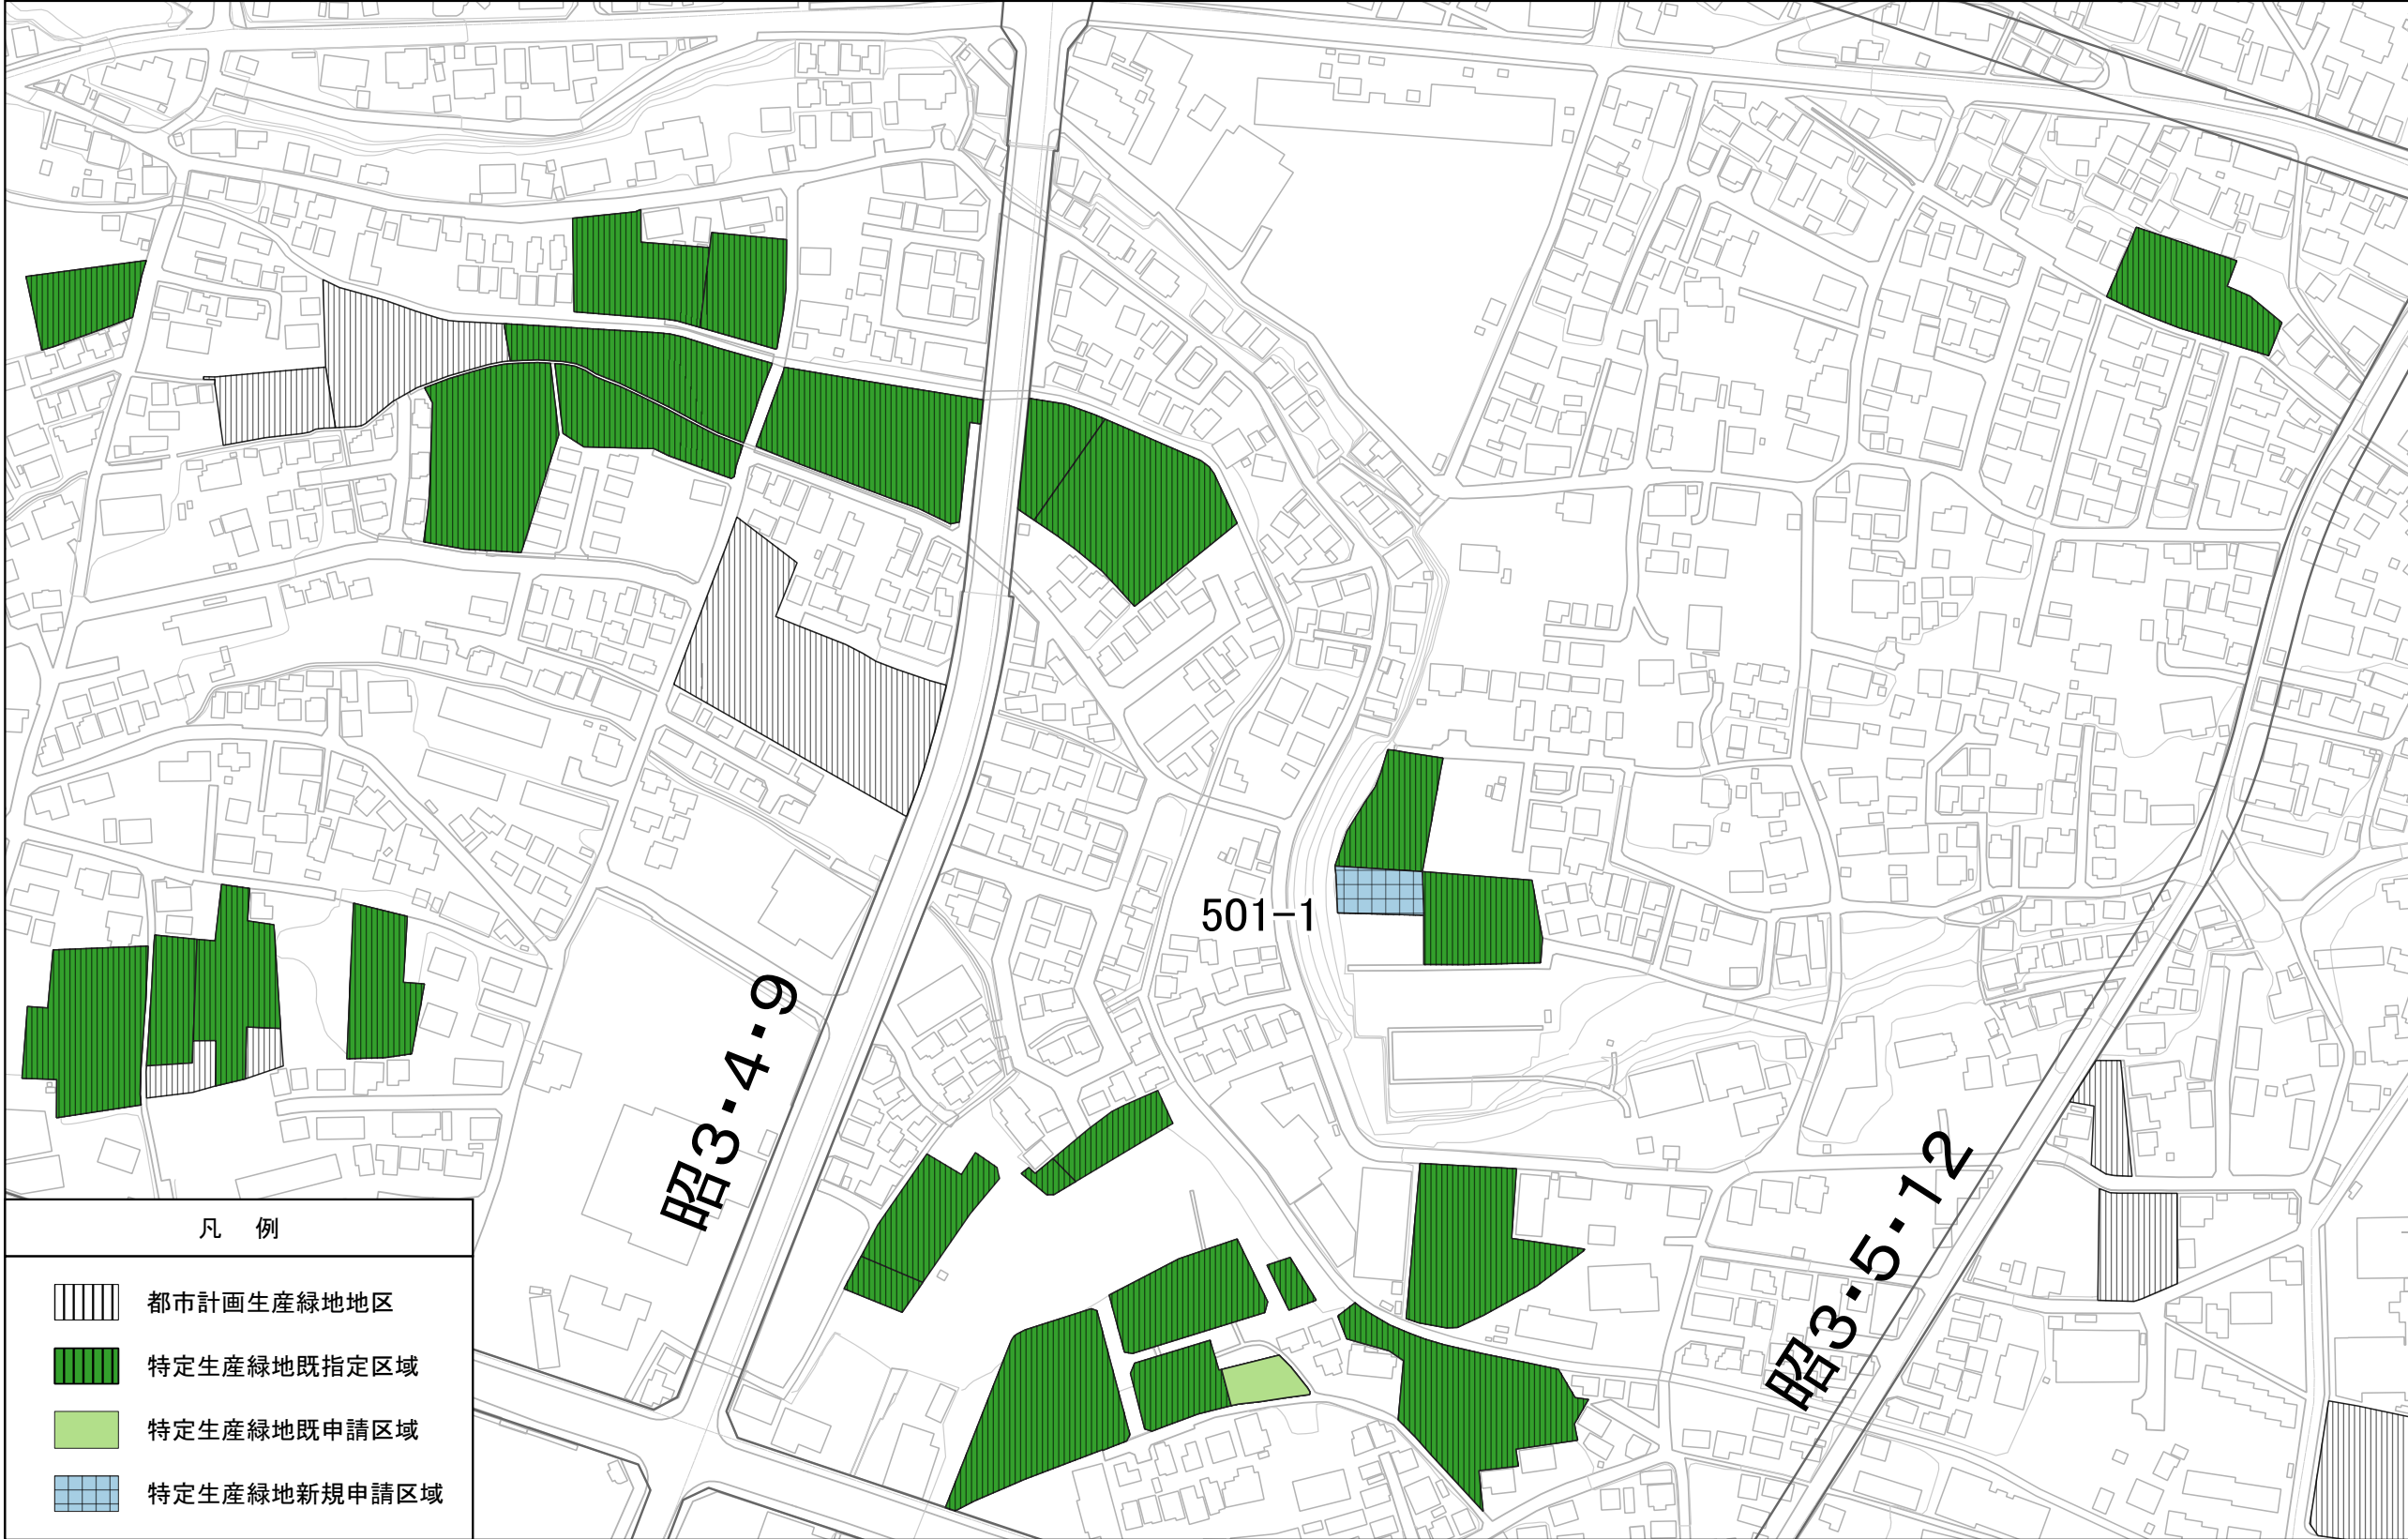 501-1
昭3・4・9
昭3・5・12
凡 例
都市計画生産緑地地区
特定生産緑地既指定区域
特定生産緑地既申請区域
特定生産緑地新規申請区域